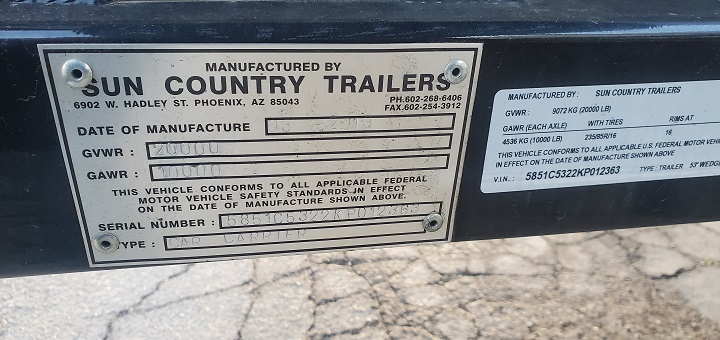 MANUFACTURED BY
SUN COUNTRY TRAILERS
6902 W. HADLEY ST. PHOENIX, AZ 85043
PH.602-268-6406
FAX.602-254-3912
DATE OF MANUFACTURE
GVWR : 20000
GAWR : 10000
THIS VEHICLE CONFORMS TO ALL APPLICABLE FEDERAL
MOTOR VEHICLE SAFETY STANDARDS IN EFFECT
ON THE DATE OF MANUFACTURE SHOWN ABOVE.
SERIAL NUMBER : 5851C5322KP012363
TYPE : CAR CARRIER
MANUFACTURED BY: SUN COUNTRY TRAILERS
GVWR : 9072 KG (20000 LB)
GAWR (EACH AXLE) WITH TIRES RIMS AT
4536 KG (10000 LB) 235/85R/16 16
THIS VEHICLE CONFORMS TO ALL APPLICABLE U.S. FEDERAL MOTOR VEHI
IN EFFECT ON THE DATE OF MANUFACTURE SHOWN ABOVE
V.I.N.: 5851C5322KP012363 TYPE : TRAILER 53' WEDG